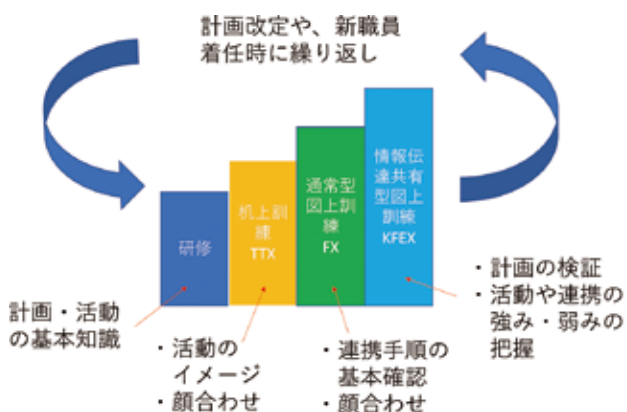 計画改定や、新職員
着任時に繰り返し
研修
机上訓
練
TTX
通常型
図上訓
練
FX
情報伝
達共有
型図上
訓練
KFEX
計画・活動
の基本知識
・活動の
イメージ
・顔合わせ
・連携手順の
基本確認
・顔合わせ
・計画の検証
・活動や連携の
強み・弱みの
把握